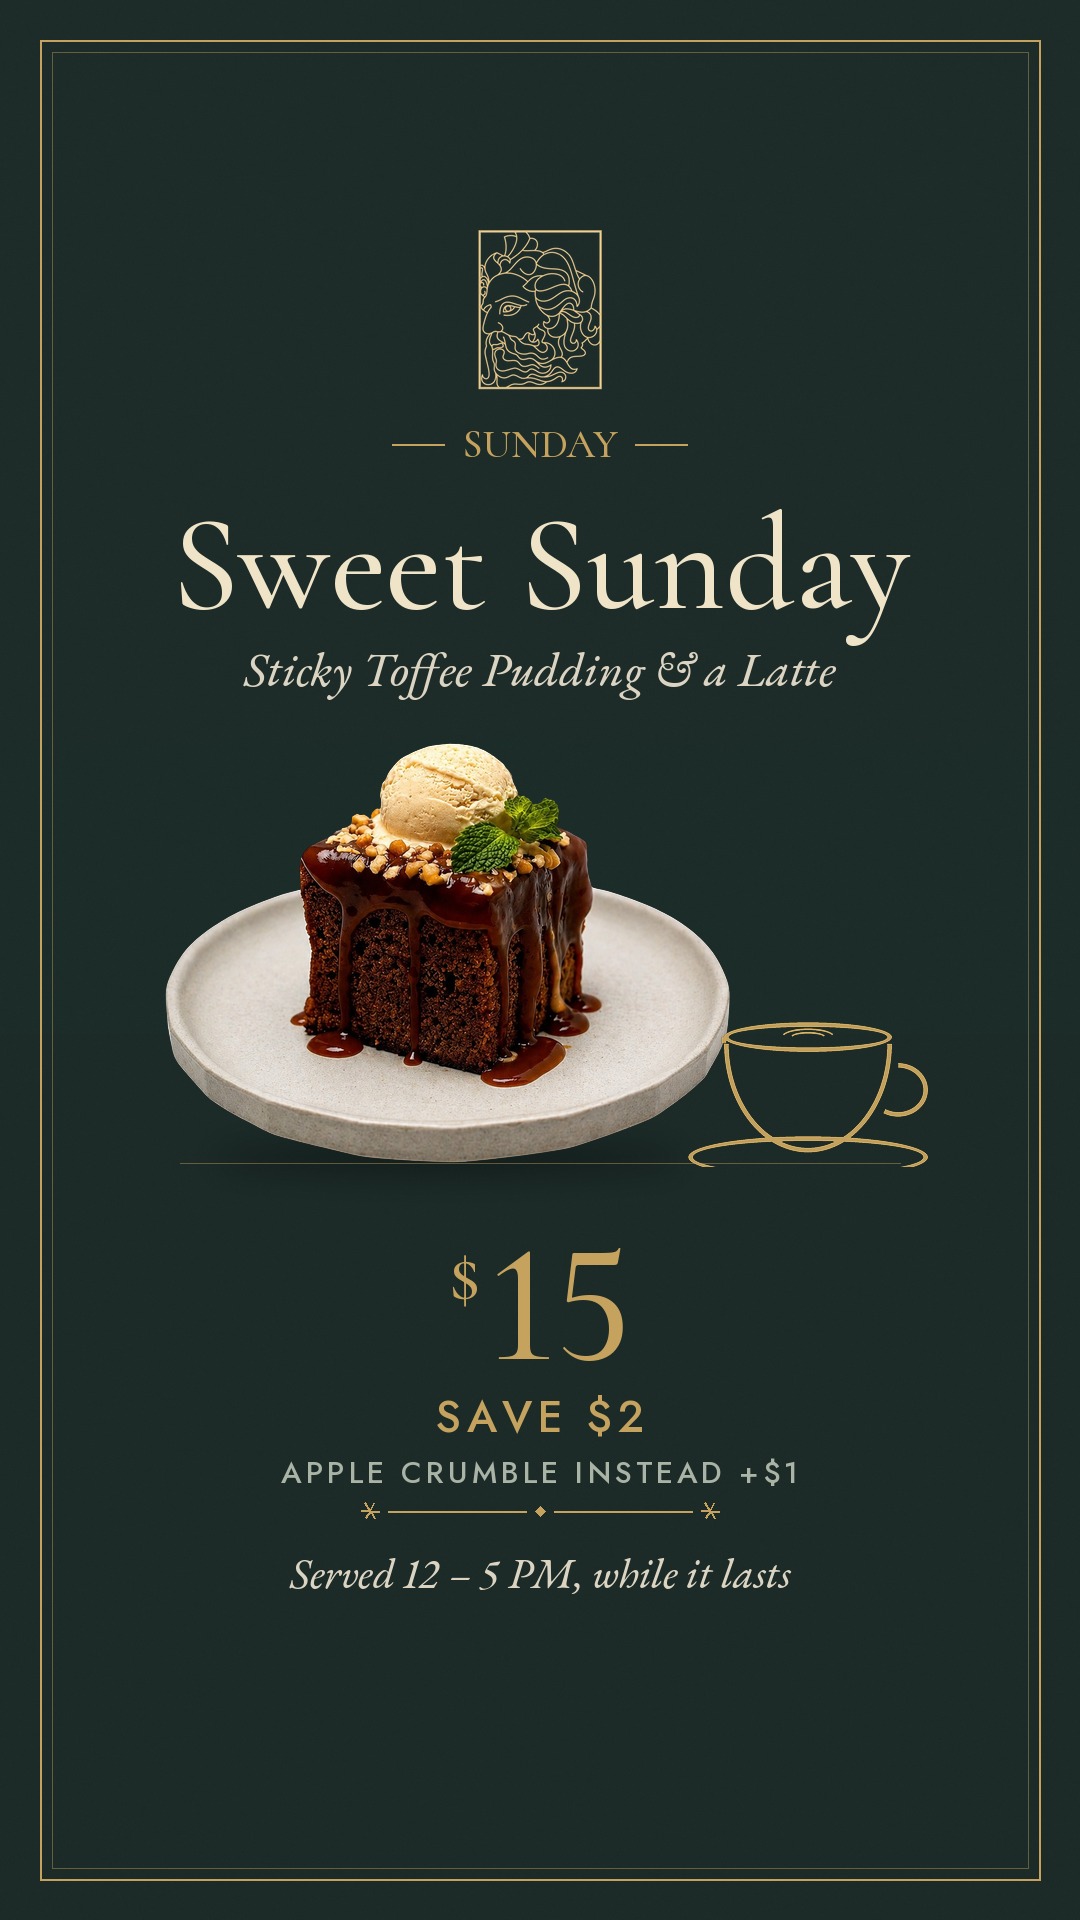 SUNDAY
Sweet Sunday
Sticky Toffee Pudding & a Latte
$15
SAVE $2
APPLE CRUMBLE INSTEAD +$1
Served 12 – 5 PM, while it lasts